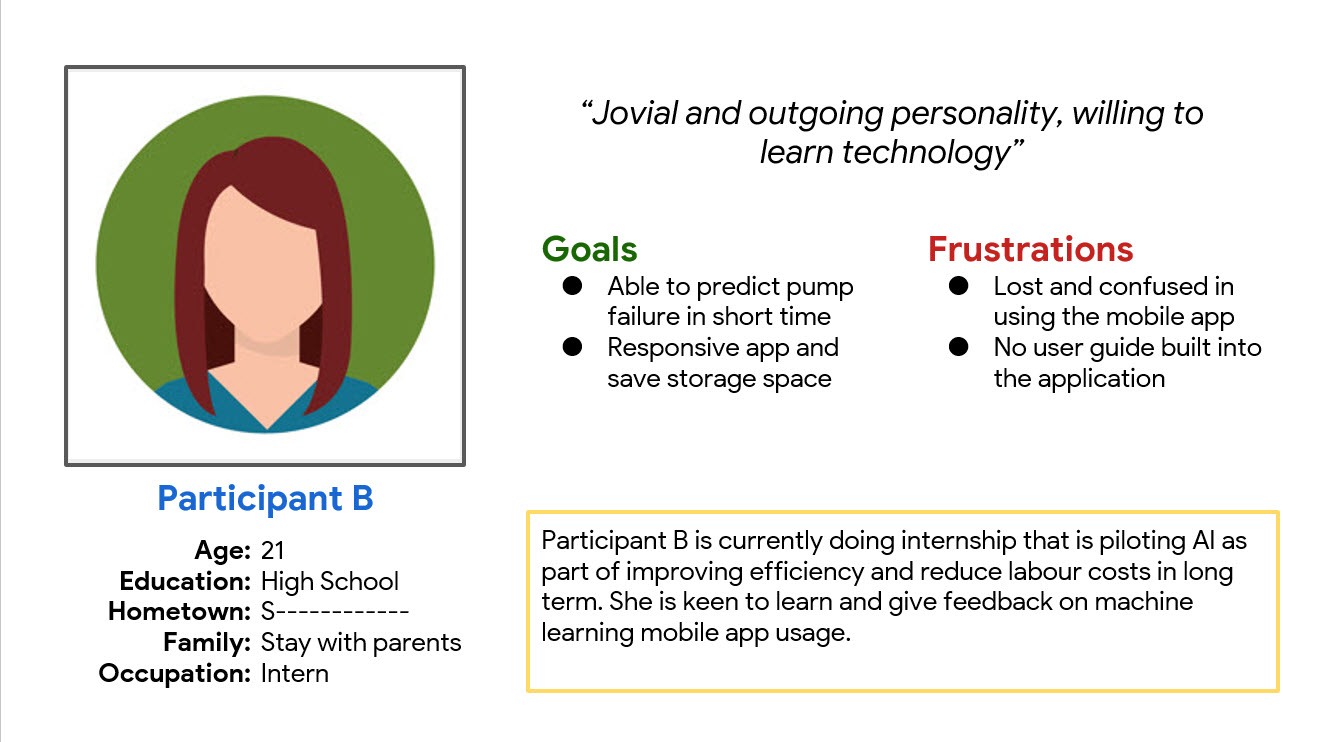 “Jovial and outgoing personality, willing to
learn technology”
Goals
● Able to predict pump
failure in short time
● Responsive app and
save storage space
Frustrations
● Lost and confused in
using the mobile app
● No user guide built into
the application
Participant B
Age: 21
Education: High School
Hometown: S------------
Family: Stay with parents
Occupation: Intern
Participant B is currently doing internship that is piloting AI as
part of improving efficiency and reduce labour costs in long
term. She is keen to learn and give feedback on machine
learning mobile app usage.